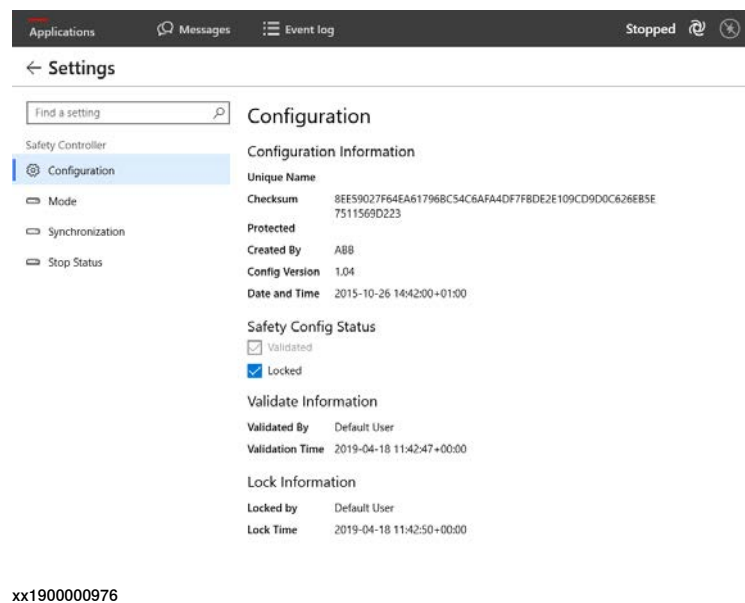 Applications Messages Event log Stopped
Settings
Find a setting
Safety Controller
Configuration
Mode
Synchronization
Stop Status
Configuration
Configuration Information
Unique Name
Checksum 8EE59027F64EA61796BC54C6AFA4DF7FBDE2E109CD9D0C626EB5E
7511569D223
Protected
Created By ABB
Config Version 1.04
Date and Time 2015-10-26 14:42:00+01:00
Safety Config Status
Validated
Locked
Validate Information
Validated By Default User
Validation Time 2019-04-18 11:42:47+00:00
Lock Information
Locked by Default User
Lock Time 2019-04-18 11:42:50+00:00
xx1900000976